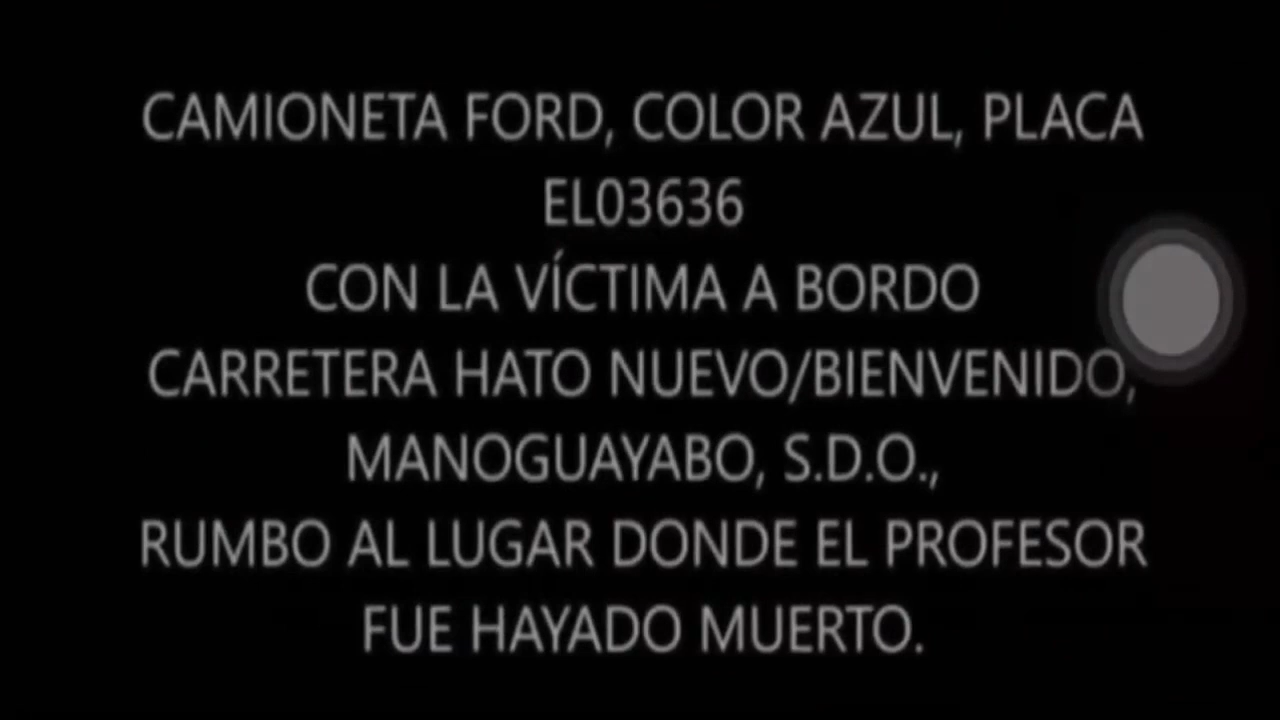 CAMIONETA FORD, COLOR AZUL, PLACA
EL03636
CON LA VÍCTIMA A BORDO
CARRETERA HATO NUEVO/BIENVENIDO,
MANOGUAYABO, S.D.O.,
RUMBO AL LUGAR DONDE EL PROFESOR
FUE HAYADO MUERTO.